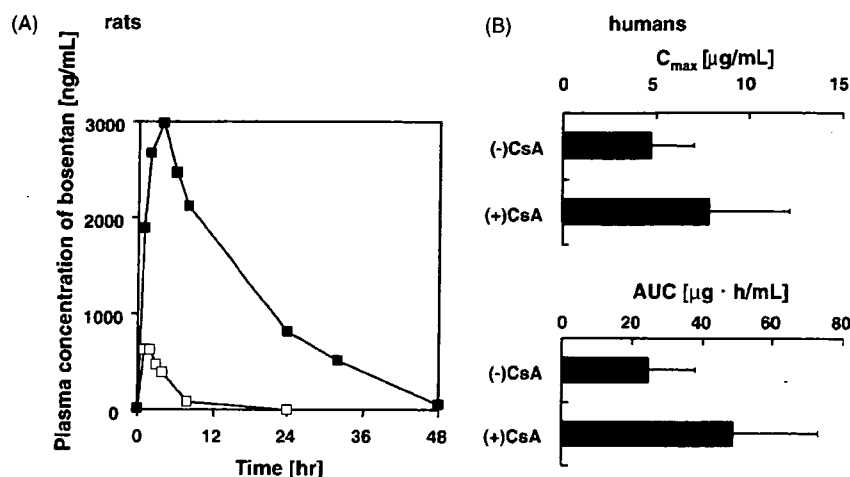 (A) rats
Plasma concentration of bosentan [ng/mL]
3000
2000
1000
0
0 12 24 36 48
Time [hr]
(B) humans
Cmax [μg/mL]
0 5 10 15
(-)CsA
(+)CsA
AUC [μg · h/mL]
0 20 40 60 80
(-)CsA
(+)CsA